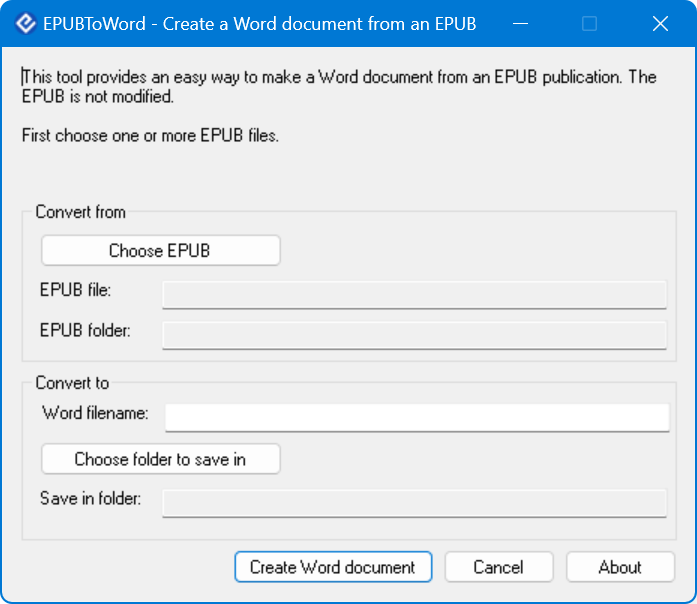 EPUBToWord - Create a Word document from an EPUB
This tool provides an easy way to make a Word document from an EPUB publication. The
EPUB is not modified.
First choose one or more EPUB files.
Convert from
Choose EPUB
EPUB file:
EPUB folder:
Convert to
Word filename:
Choose folder to save in
Save in folder:
Create Word document Cancel About